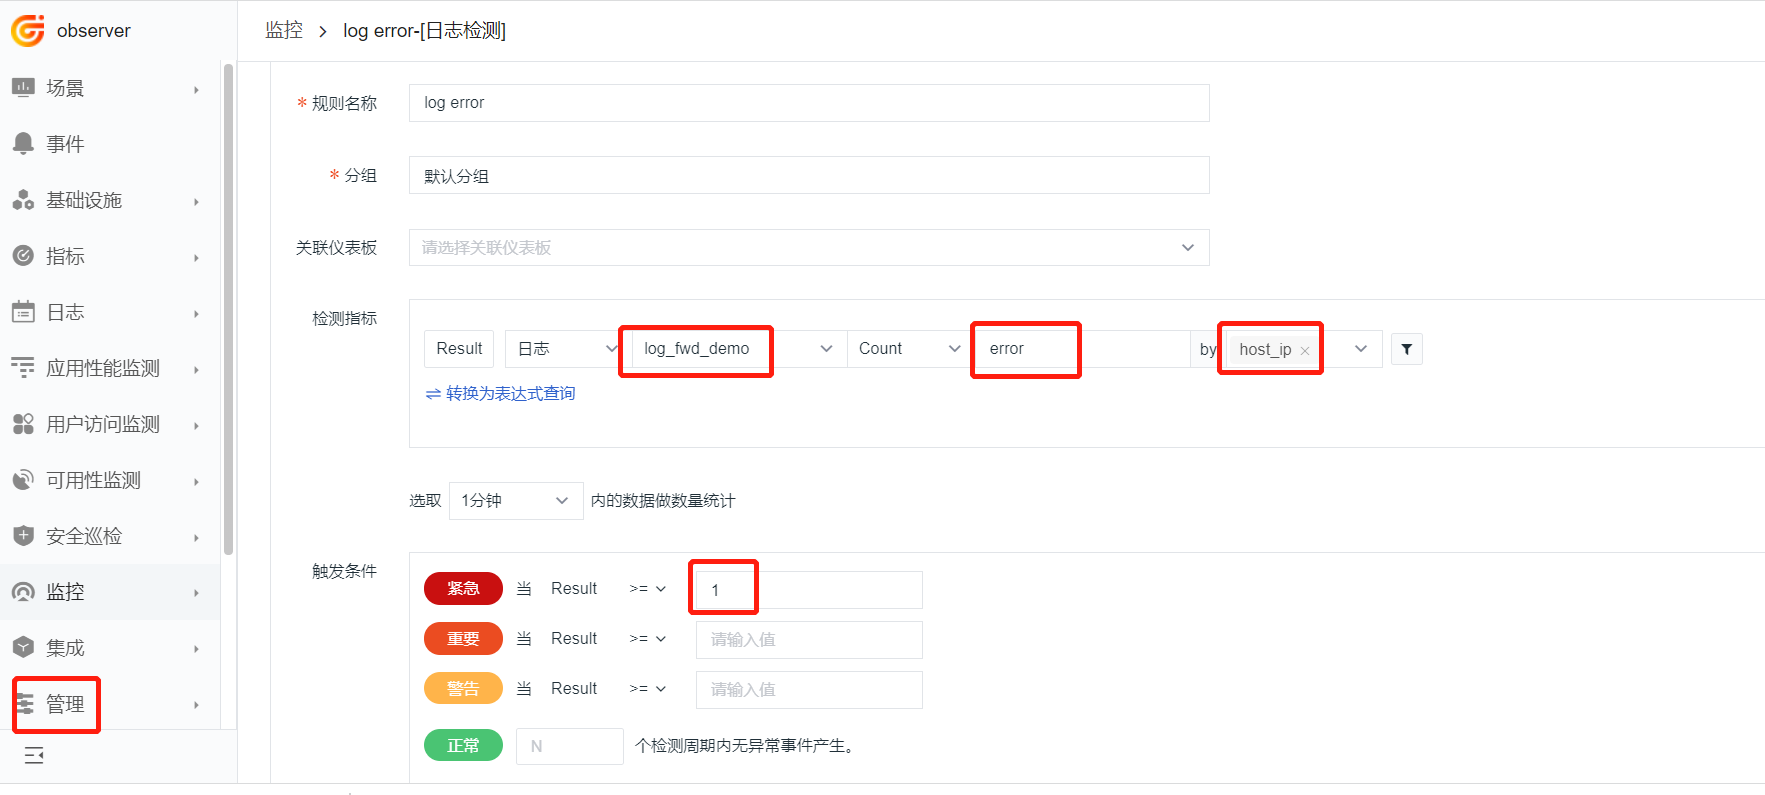 observer
监控 > log error-[日志检测]
场景
事件
基础设施
指标
日志
应用性能监测
用户访问监测
可用性监测
安全巡检
监控
集成
管理
* 规则名称 log error
* 分组 默认分组
关联仪表板 请选择关联仪表板
检测指标
Result 日志 log_fwd_demo Count error by host_ip ×
⇌ 转换为表达式查询
选取 1分钟 内的数据做数量统计
触发条件
紧急 当 Result >= 1
重要 当 Result >= 请输入值
警告 当 Result >= 请输入值
正常 N 个检测周期内无异常事件产生。